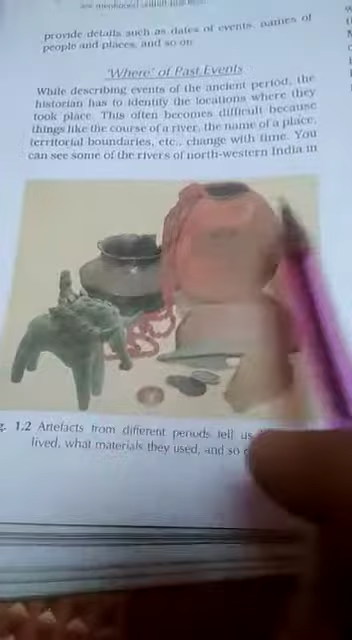 provide details such as dates of events, names of
people and places, and so on.
'Where' of Past Events
While describing events of the ancient period, the
historian has to identify the locations where they
took place. This often becomes difficult because
things like the course of a river, the name of a place,
territorial boundaries, etc., change with time. You
can see some of the rivers of north-western India in
1.2 Artefacts from different periods tell us
lived, what materials they used, and so